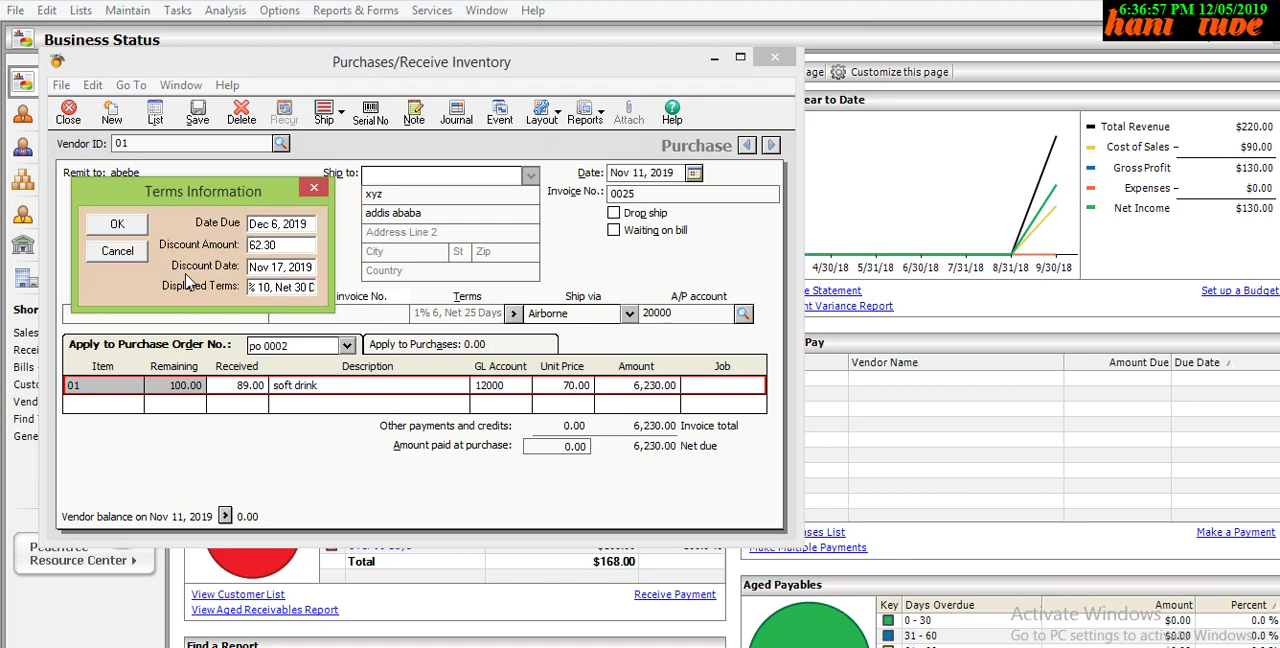 File Edit Lists Maintain Tasks Analysis Options Reports & Forms Services Window Help
6:36:57 PM 12/05/2019
hani tube
Business Status
Purchases/Receive Inventory
File Edit Go To Window Help
Close New List Save Delete Recur Ship Serial No Note Journal Event Layout Reports Attach Help
age Customize this page
Vendor ID: 01
Purchase
Remit to: abebe
Ship to:
Date: Nov 11, 2019
xyz
Invoice No.: 0025
addis ababa
Drop ship
Address Line 2
Waiting on bill
City St Zip
Country
Terms Information
OK
Date Due Dec 6, 2019
Cancel
Discount Amount: 62.30
Discount Date: Nov 17, 2019
Displayed Terms: % 10, Net 30 D
invoice No. Terms Ship via A/P account
1% 6, Net 25 Days Airborne 20000
Apply to Purchase Order No.: po 0002 Apply to Purchases: 0.00
Item Remaining Received Description GL Account Unit Price Amount Job
01 100.00 89.00 soft drink 12000 70.00 6,230.00
Other payments and credits: 0.00 6,230.00 Invoice total
Amount paid at purchase: 0.00 6,230.00 Net due
Vendor balance on Nov 11, 2019 0.00
Shor
Sales
Recei
Bills
Custo
Vend
Find
Gene
Peachtree
Resource Center
ear to Date
Total Revenue $220.00
Cost of Sales $90.00
Gross Profit $130.00
Expenses $0.00
Net Income $130.00
4/30/18 5/31/18 6/30/18 7/31/18 8/31/18 9/30/18
e Statement
Set up a Budget
nt Variance Report
Pay
Vendor Name Amount Due Due Date
ases List
Make a Payment
Make Multiple Payments
Total $168.00
View Customer List
Receive Payment
View Aged Receivables Report
Find a Report
Aged Payables
Key Days Overdue Amount Percent
0 - 30 $0.00 0.0 %
31 - 60 $0.00 0.0 %
Activate Windows
Go to PC settings to activate Windows.